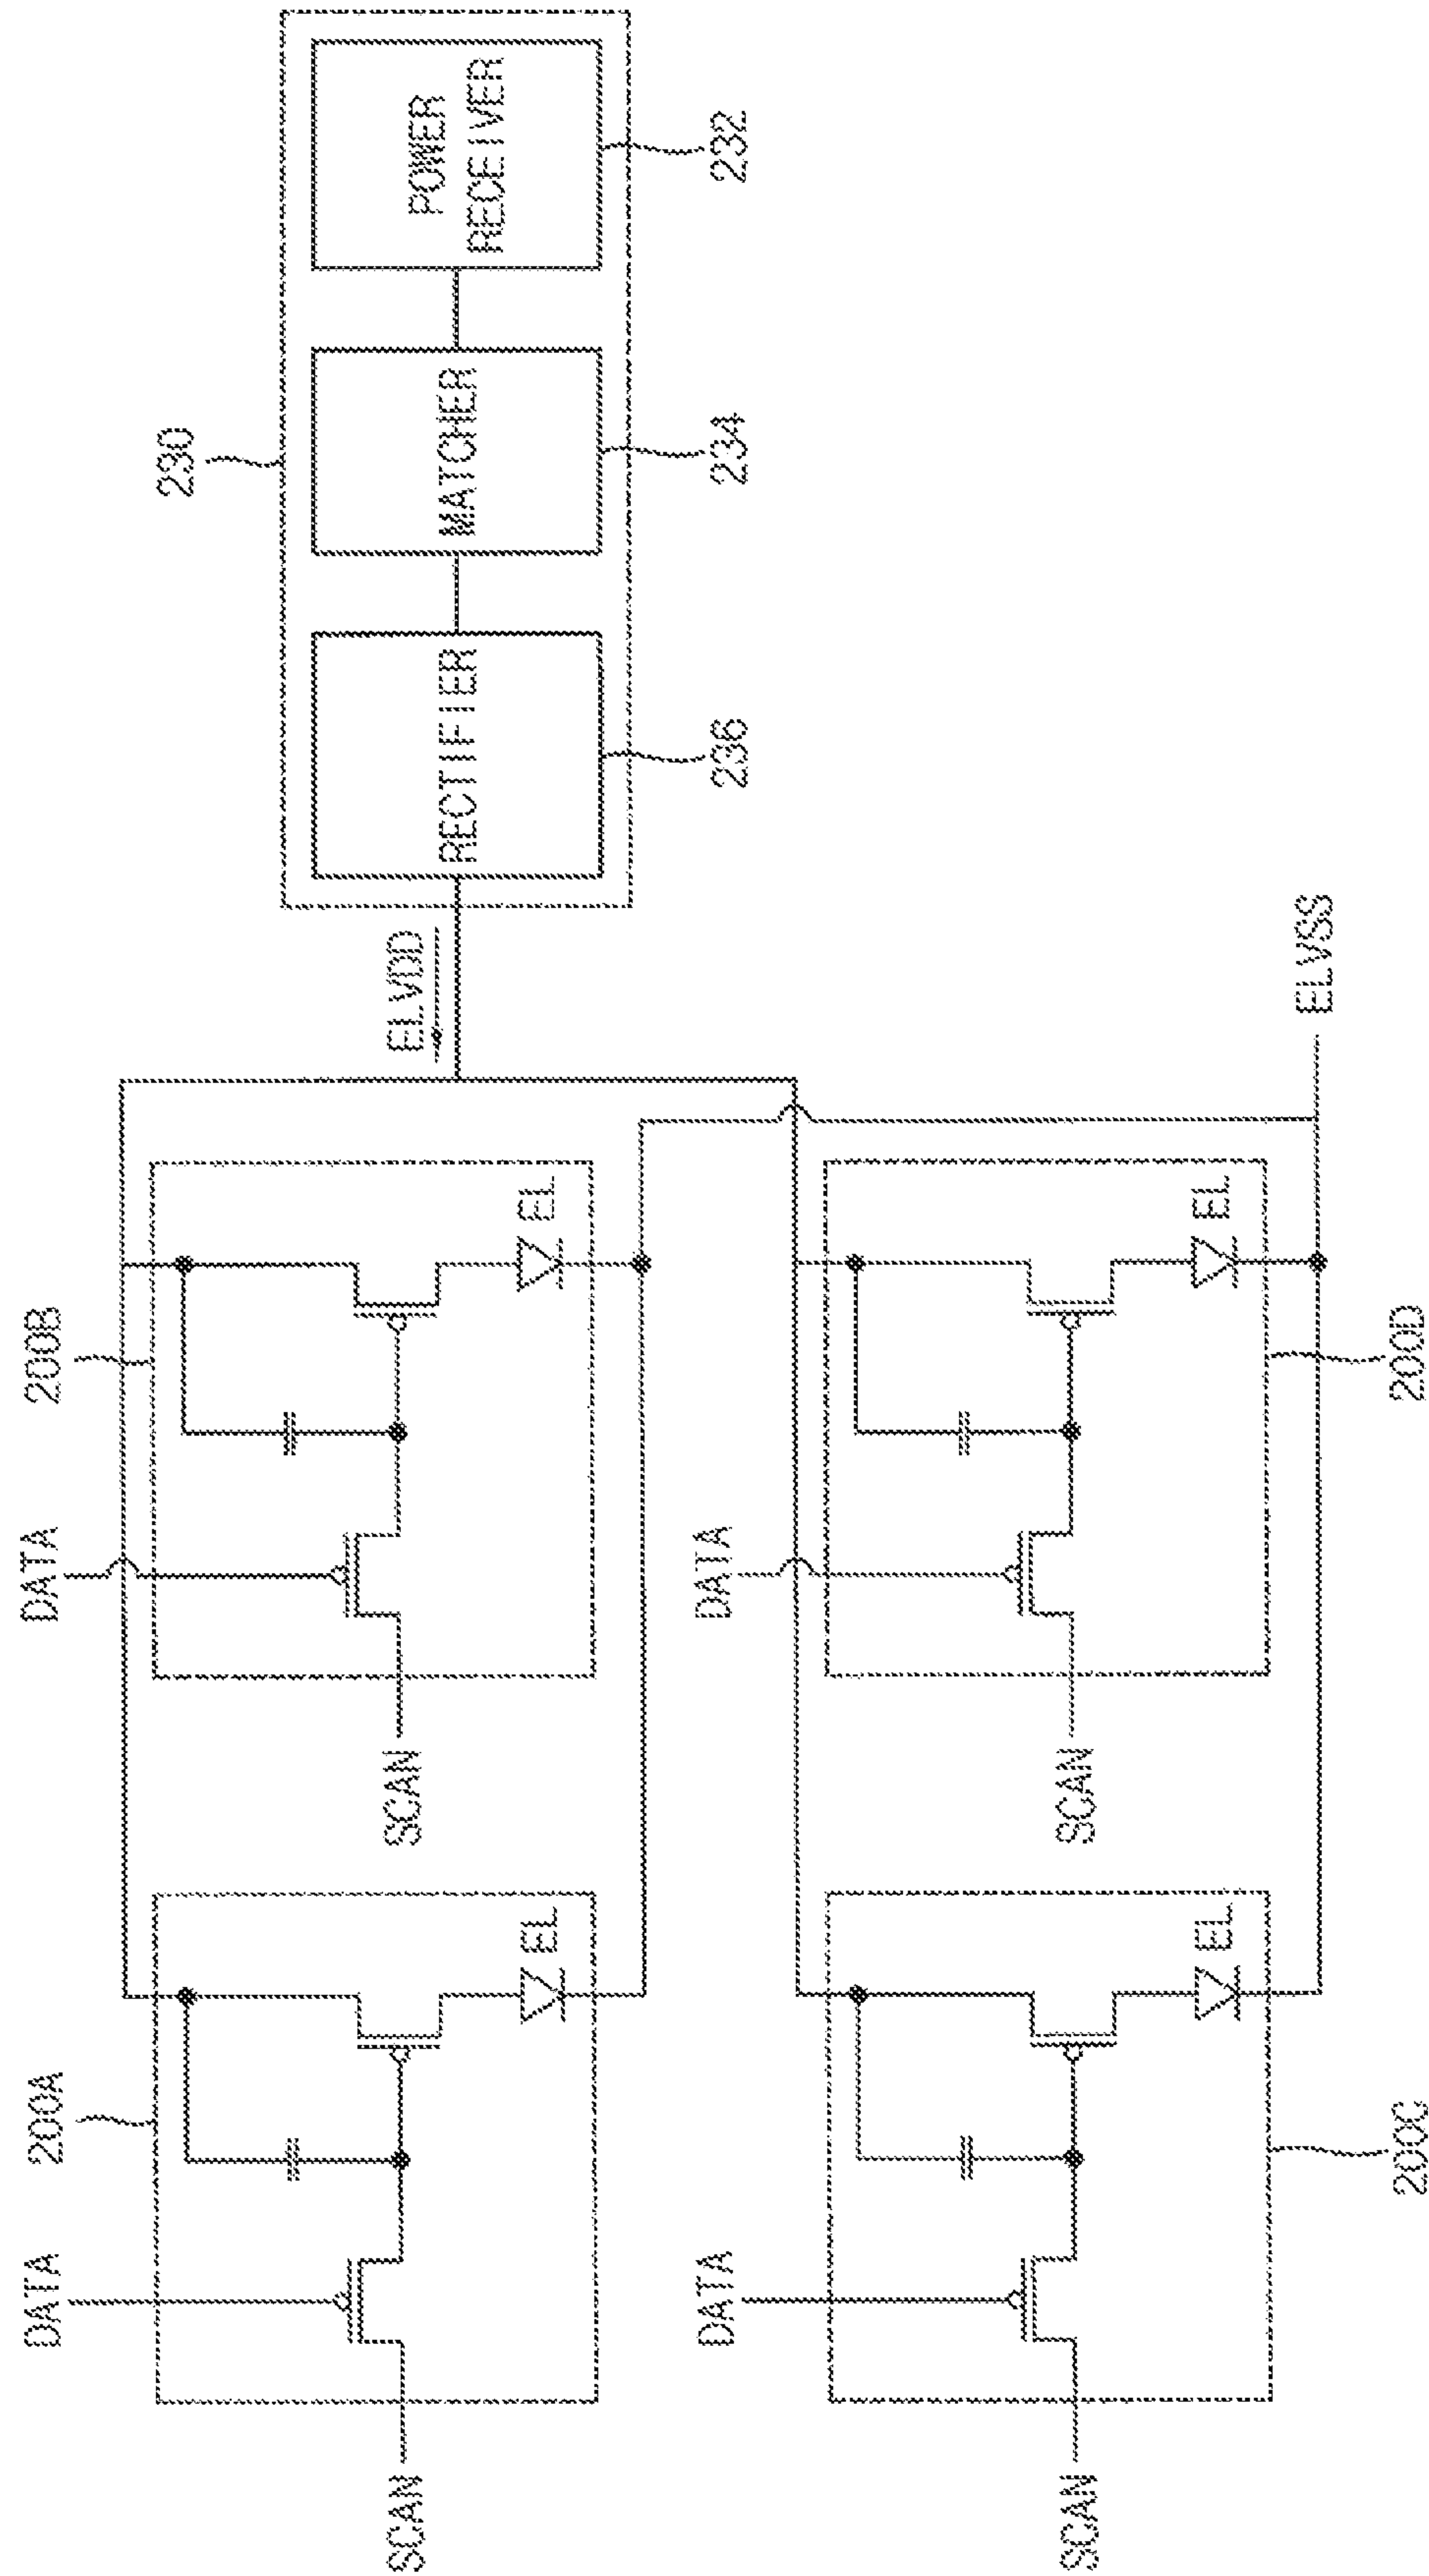 DATA
200A
DATA
200B
230
SCAN
SCAN
ELVDD
RECTIFIER
MATCHER
POWER
RECEIVER
EL
EL
236
234
232
DATA
DATA
SCAN
SCAN
EL
EL
ELVSS
200C
200D